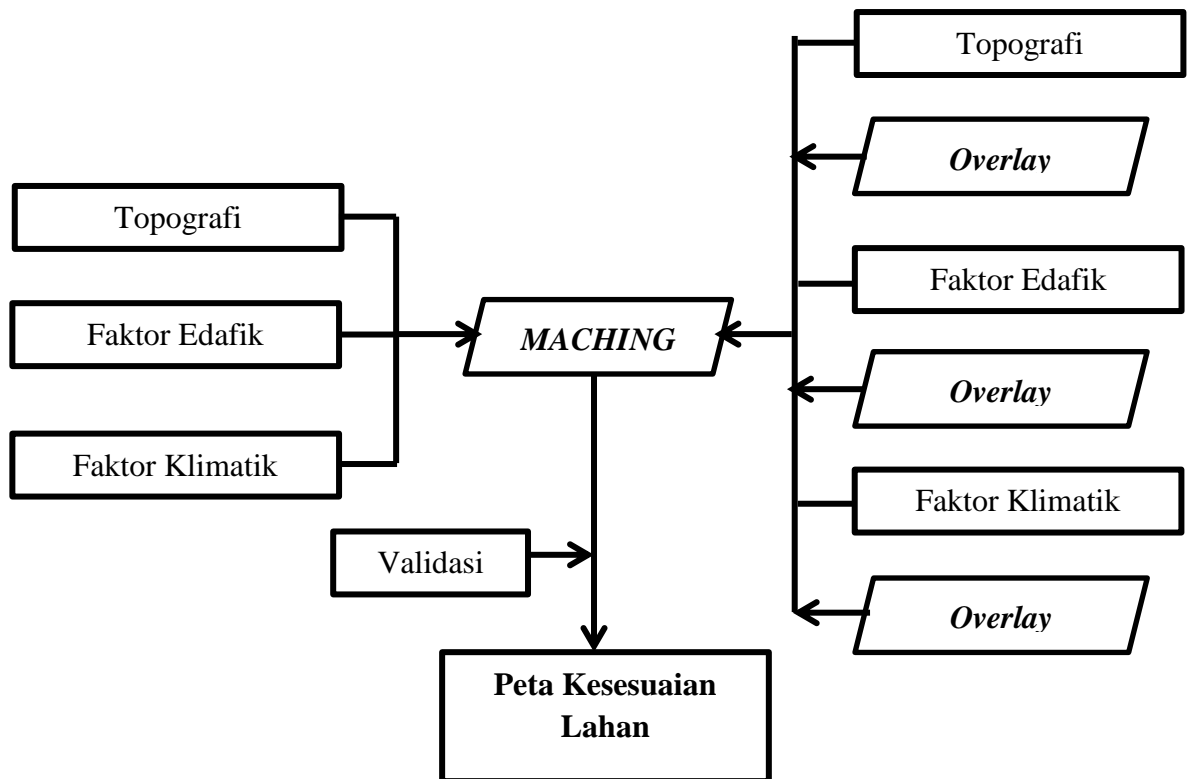 Topografi
Overlay
Topografi
Faktor Edafik
Faktor Edafik
MACHING
Overlay
Faktor Klimatik
Faktor Klimatik
Validasi
Overlay
Peta Kesesuaian
Lahan